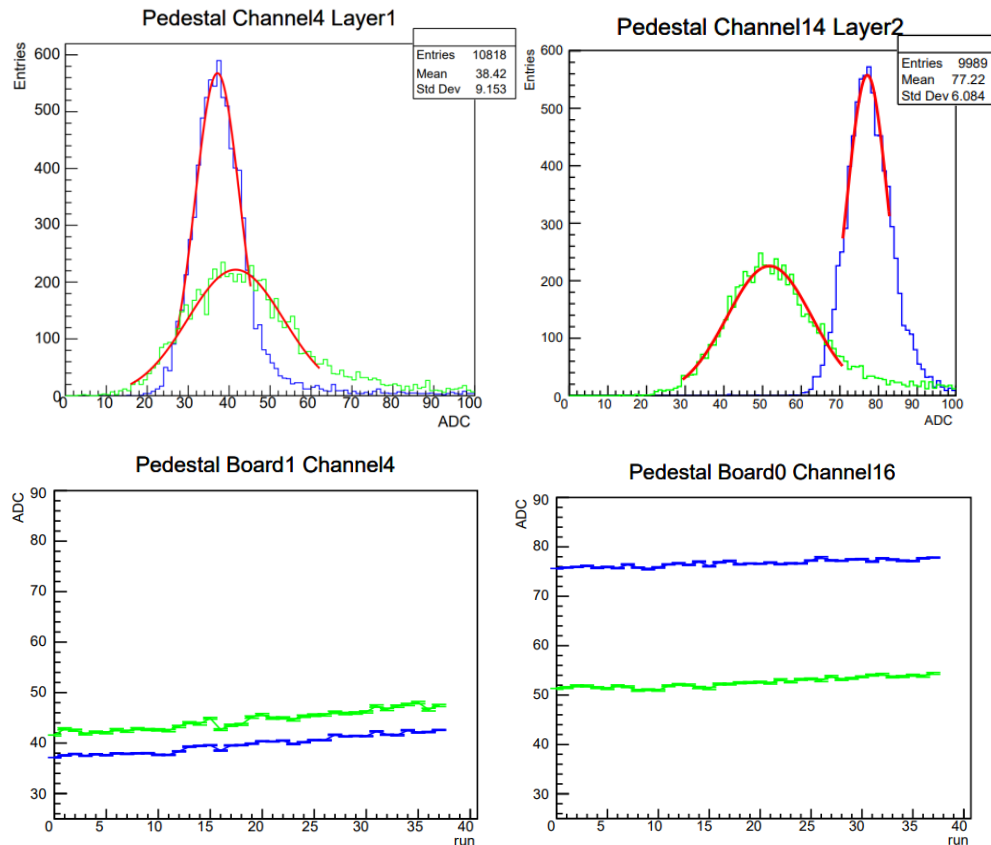 Pedestal Channel4 Layer1
Entries
600
500
400
300
200
100
0
0 10 20 30 40 50 60 70 80 90 100
ADC
Entries 10818
Mean 38.42
Std Dev 9.153
Pedestal Channel14 Layer2
Entries
600
500
400
300
200
100
0
0 10 20 30 40 50 60 70 80 90 100
ADC
Entries 9989
Mean 77.22
Std Dev 6.084
Pedestal Board1 Channel4
ADC
90
80
70
60
50
40
30
0 5 10 15 20 25 30 35 40
run
Pedestal Board0 Channel16
ADC
90
80
70
60
50
40
30
0 5 10 15 20 25 30 35 40
run